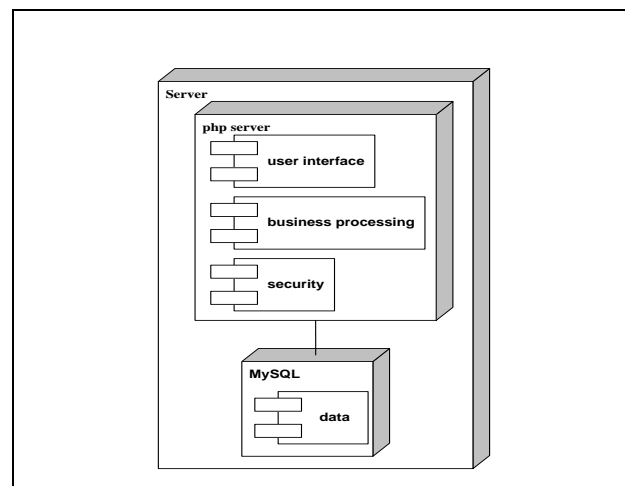 Server
php server
user interface
business processing
security
MySQL
data